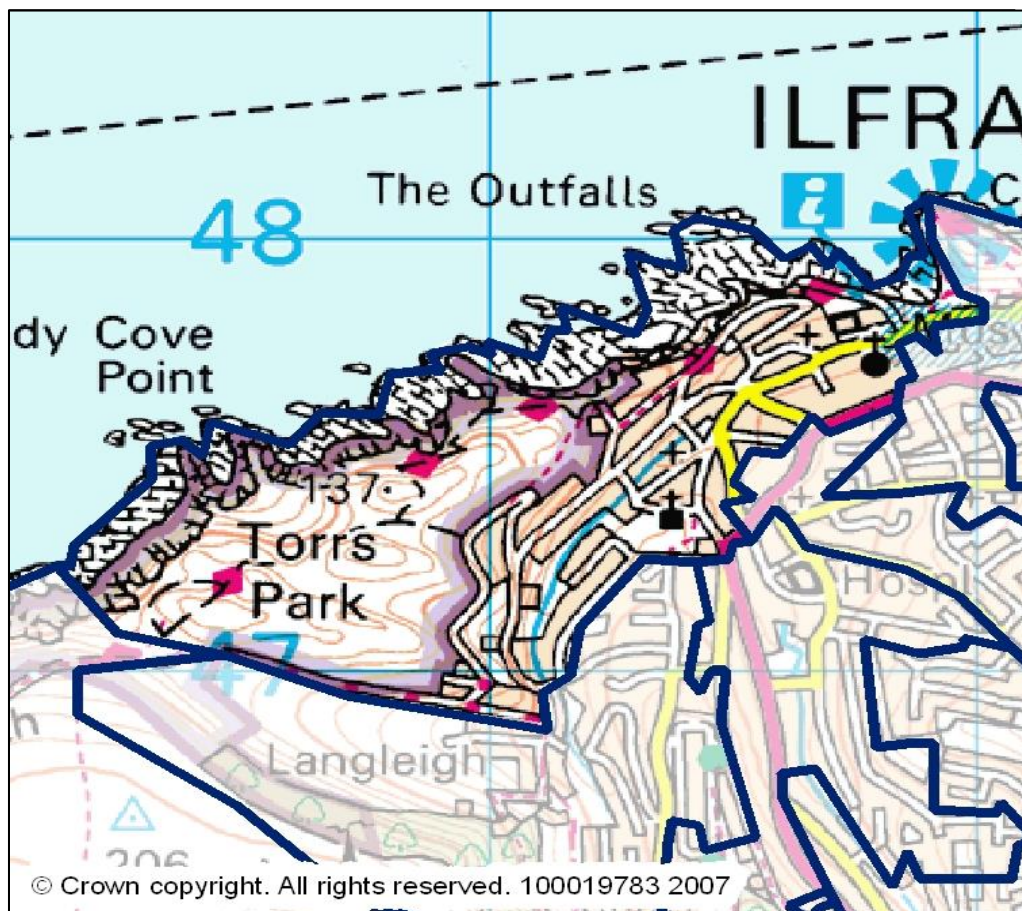 ILFRA
The Outfalls
i
C
48
dy Cove
Point
137
Torrs
Park
Hosp
47
h
Langleigh
206
© Crown copyright. All rights reserved. 100019783 2007